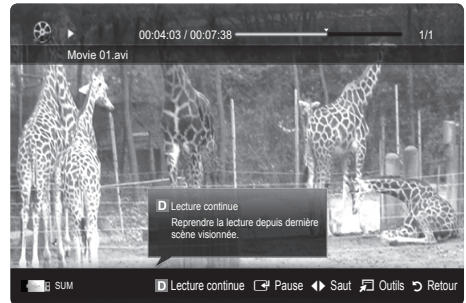 00:04:03 / 00:07:38 1/1
Movie 01.avi
D Lecture continue
Reprendre la lecture depuis dernière
scène visionnée.
SUM D Lecture continue Pause Saut Outils Retour